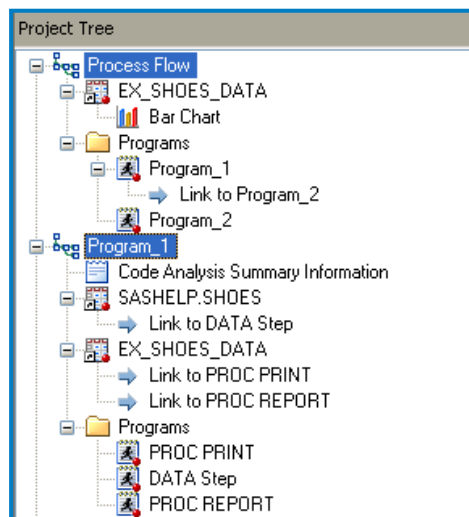 Project Tree
Process Flow
EX_SHOES_DATA
Bar Chart
Programs
Program_1
Link to Program_2
Program_2
Program_1
Code Analysis Summary Information
SASHELP.SHOES
Link to DATA Step
EX_SHOES_DATA
Link to PROC PRINT
Link to PROC REPORT
Programs
PROC PRINT
DATA Step
PROC REPORT